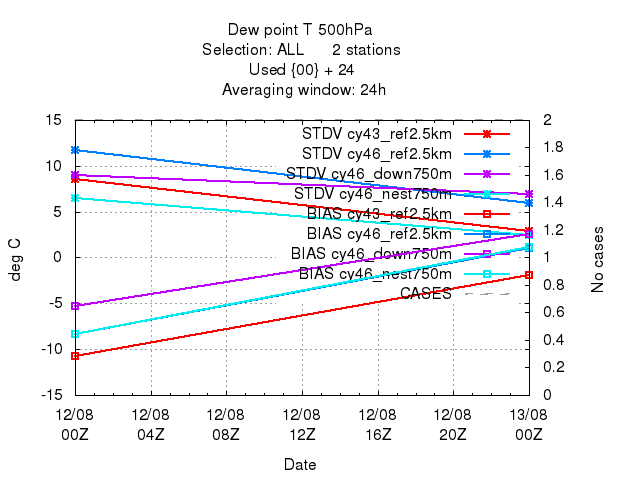 Dew point T 500hPa
Selection: ALL 2 stations
Used {00} + 24
Averaging window: 24h
15
10
5
0
-5
-10
-15
deg C
2
1.8
1.6
1.4
1.2
1
0.8
0.6
0.4
0.2
0
No cases
STDV cy43_ref2.5km
STDV cy46_ref2.5km
STDV cy46_down750m
STDV cy46_nest750m
BIAS cy43_ref2.5km
BIAS cy46_ref2.5km
BIAS cy46_down750m
BIAS cy46_nest750m
CASES
12/08 12/08 12/08 12/08 12/08 12/08 13/08
00Z 04Z 08Z 12Z 16Z 20Z 00Z
Date